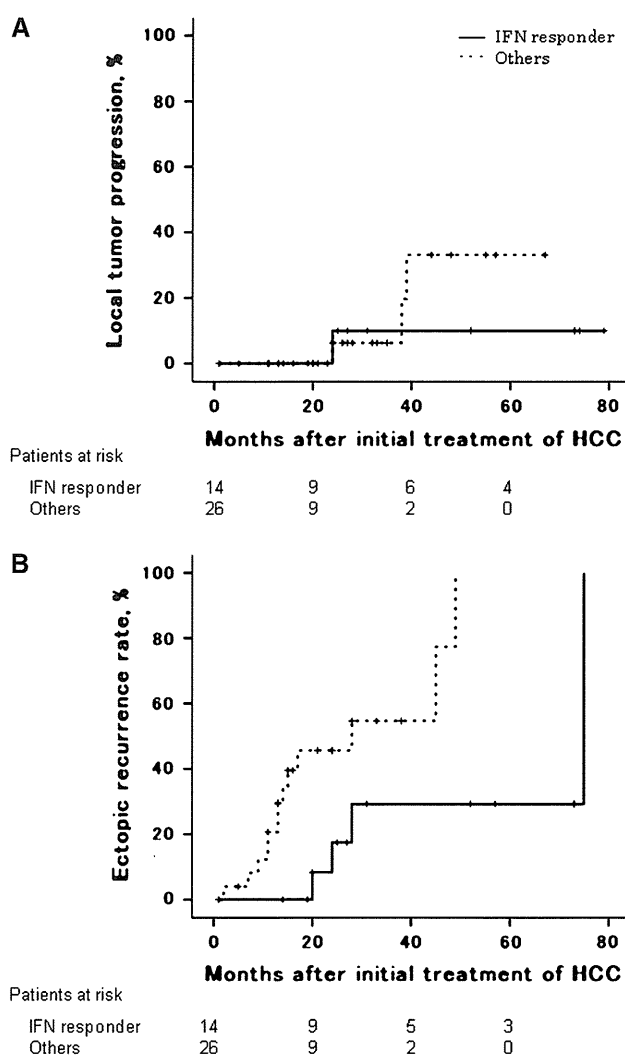 A
100
80
60
40
20
0
Local tumor progression, %
IFN responder
Others
0 20 40 60 80
Months after initial treatment of HCC
Patients at risk
IFN responder 14 9 6 4
Others 26 9 2 0
B
100
80
60
40
20
0
Ectopic recurrence rate, %
0 20 40 60 80
Months after initial treatment of HCC
Patients at risk
IFN responder 14 9 5 3
Others 26 9 2 0